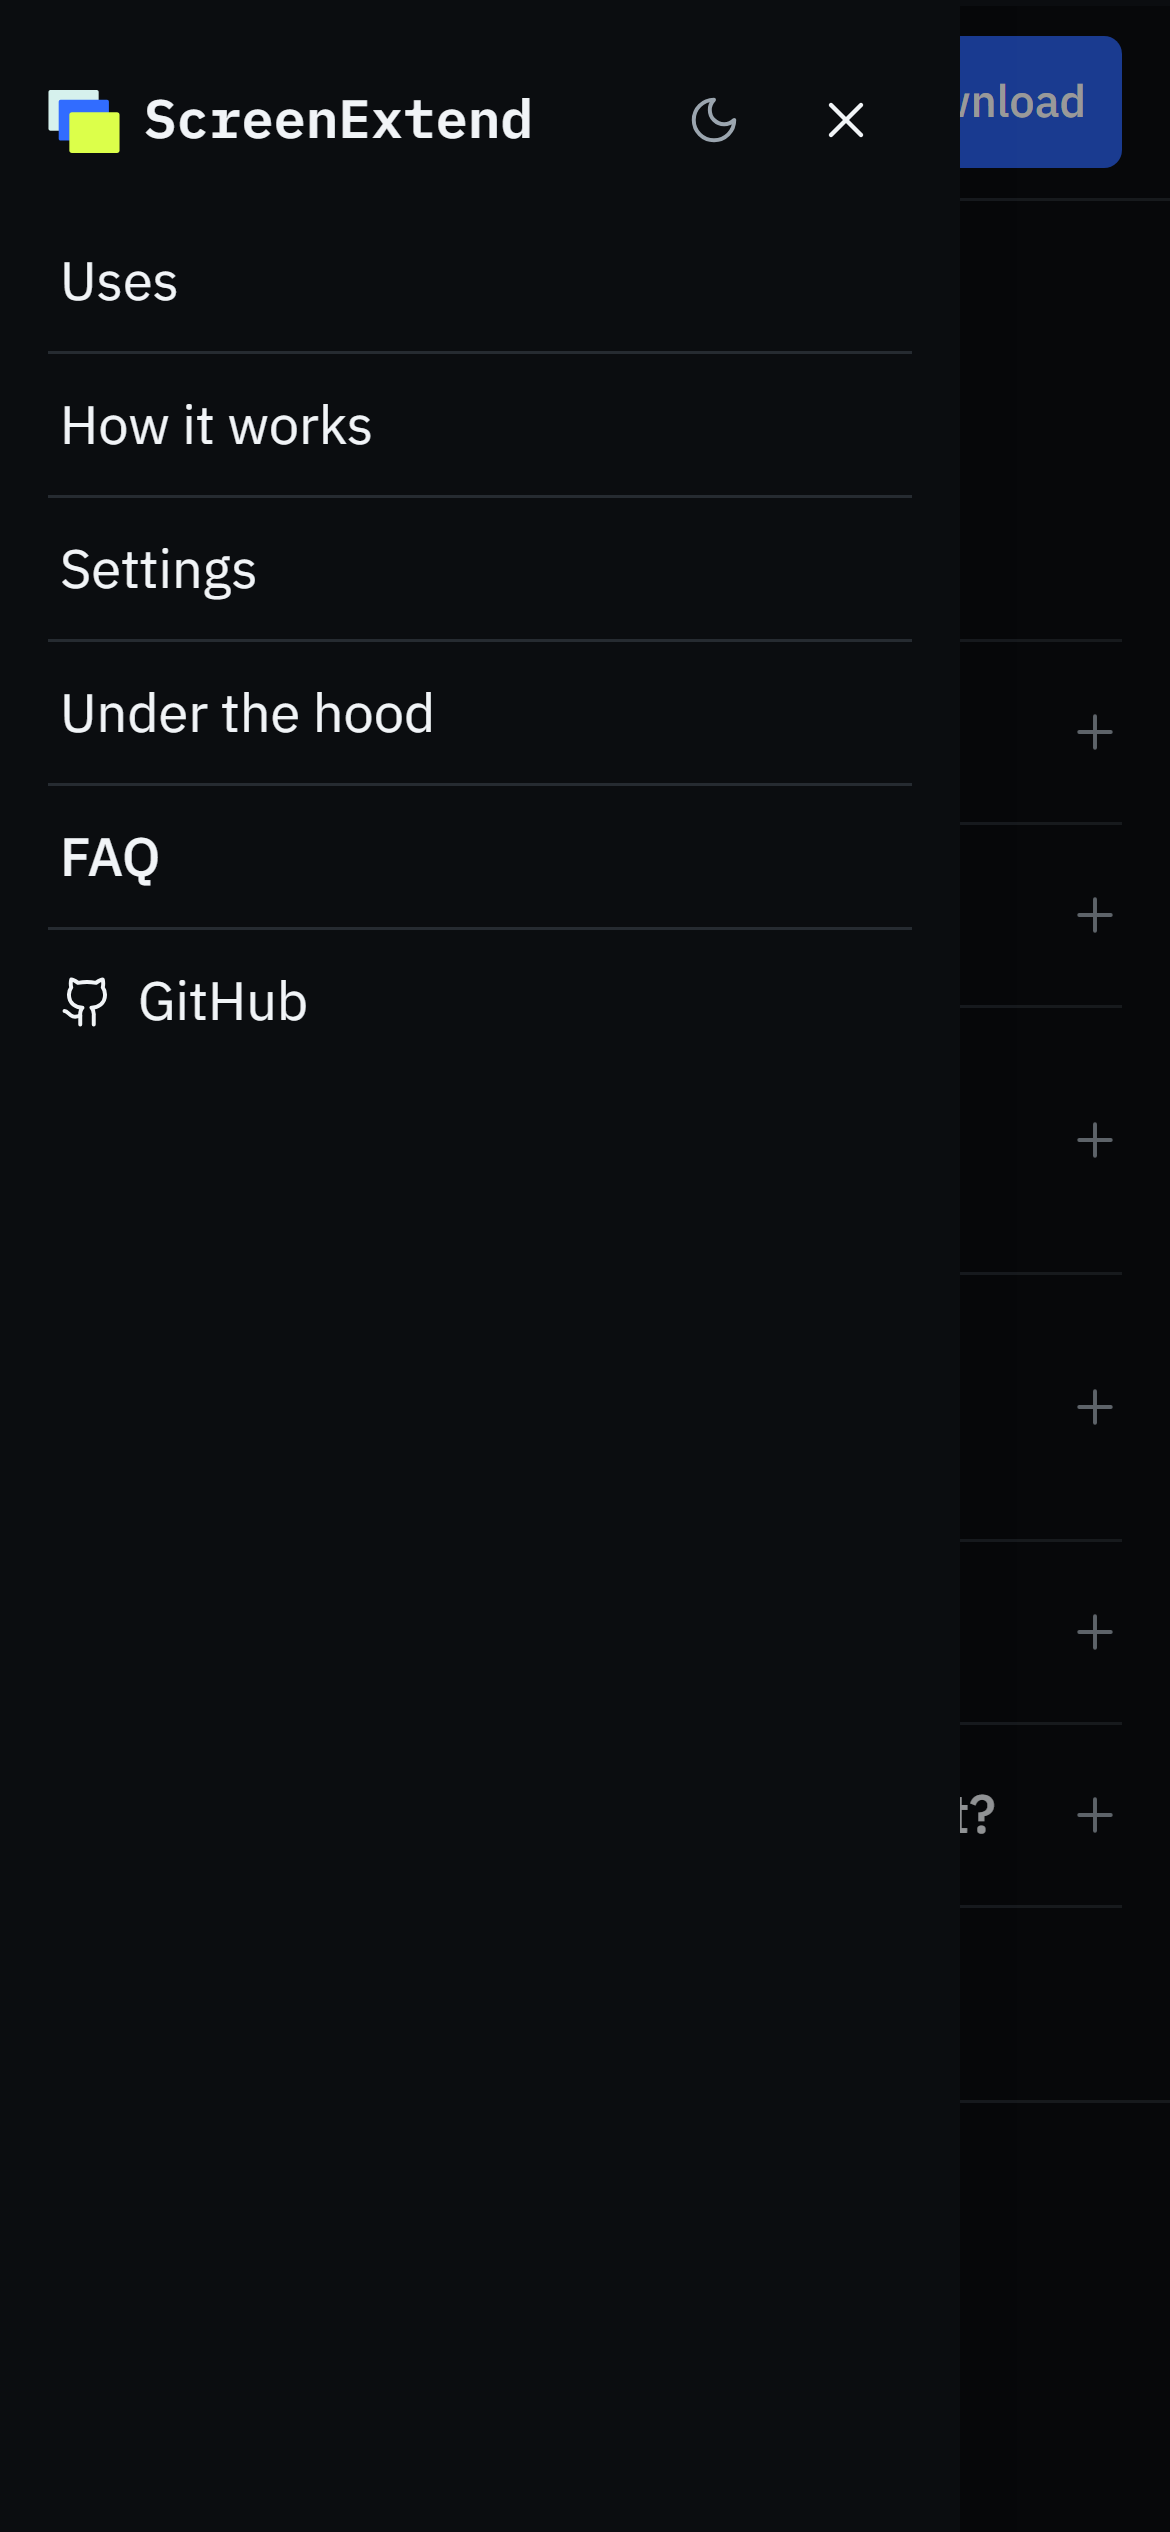 ScreenExtend
Uses
How it works
Settings
Under the hood
FAQ
GitHub